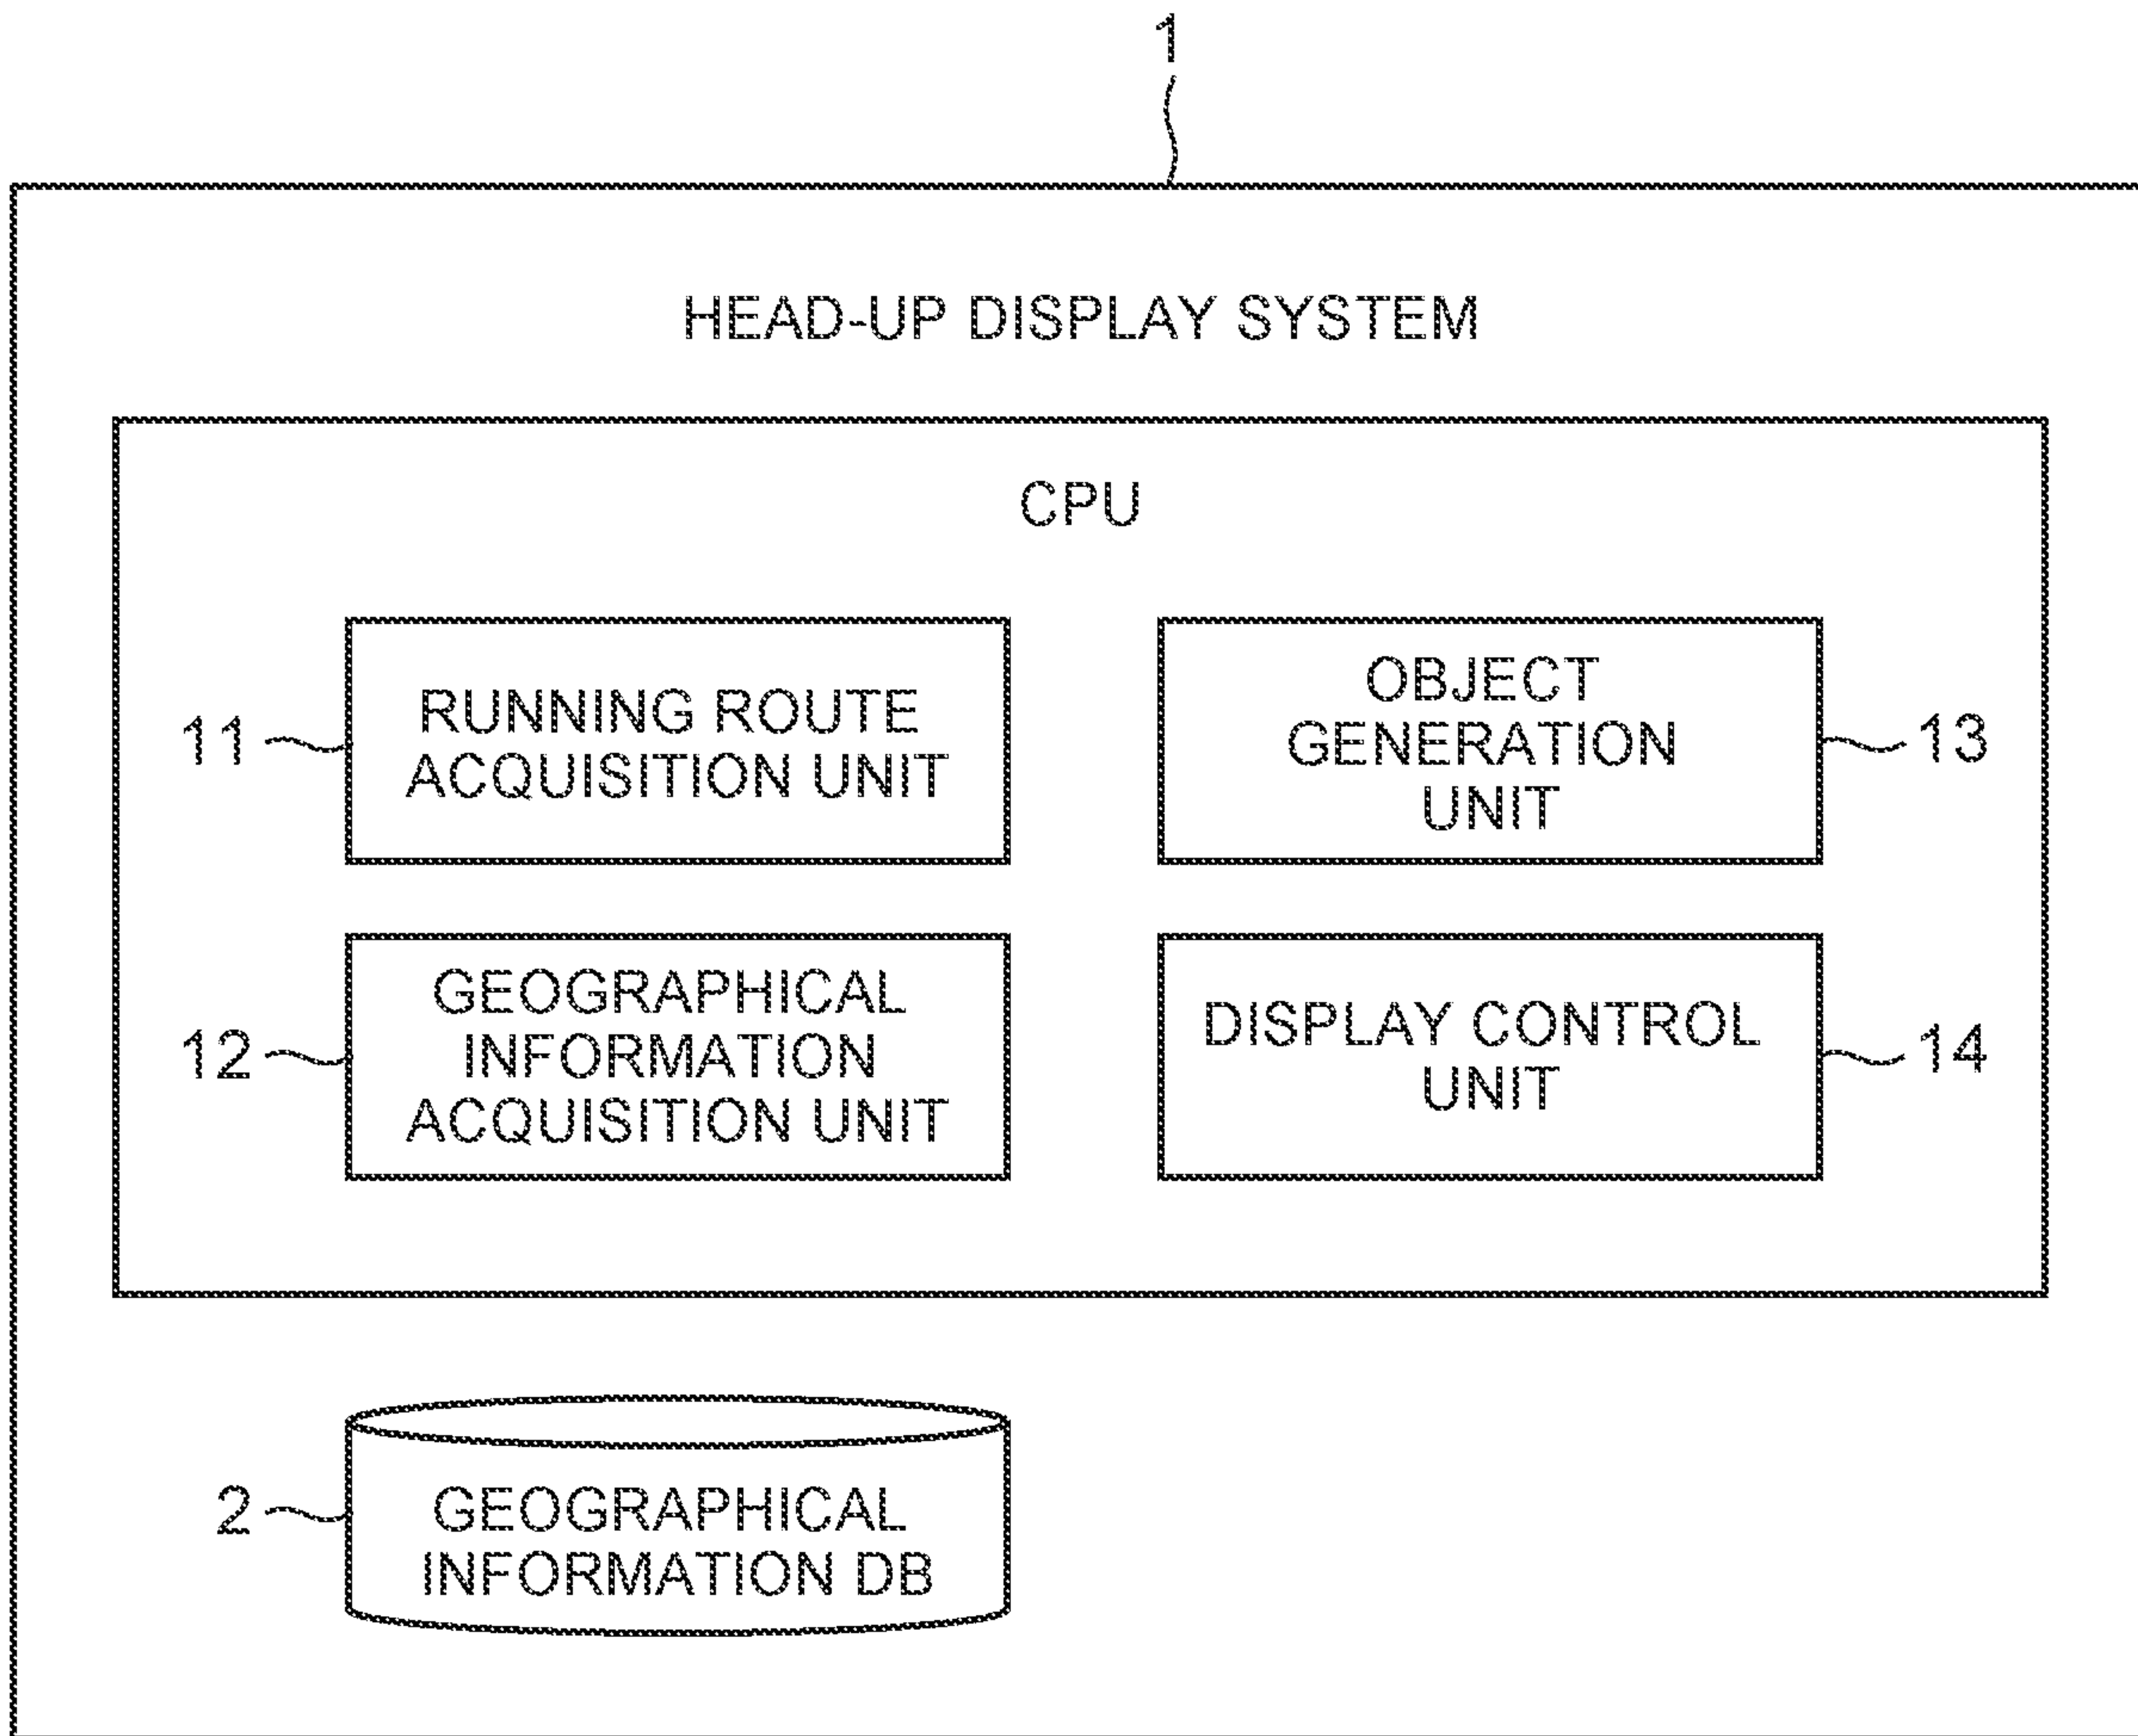 1
HEAD-UP DISPLAY SYSTEM
CPU
11
RUNNING ROUTE
ACQUISITION UNIT
OBJECT
GENERATION
UNIT
13
12
GEOGRAPHICAL
INFORMATION
ACQUISITION UNIT
DISPLAY CONTROL
UNIT
14
2
GEOGRAPHICAL
INFORMATION DB